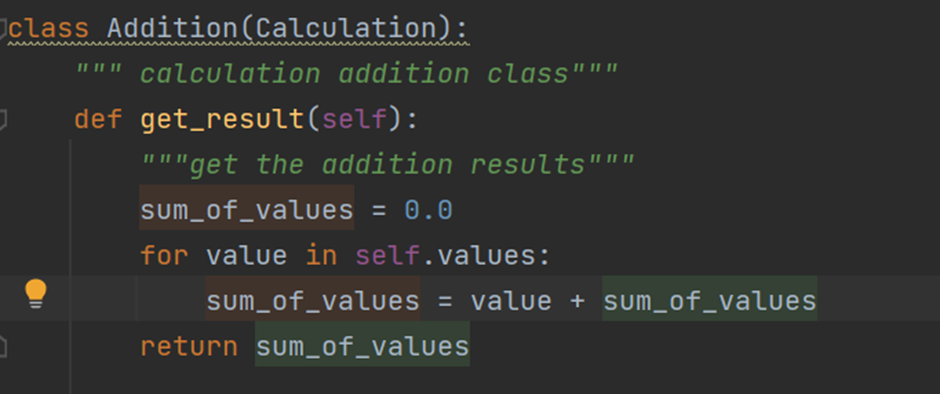 class Addition(Calculation):
    """ calculation addition class"""
    def get_result(self):
        """get the addition results"""
        sum_of_values = 0.0
        for value in self.values:
            sum_of_values = value + sum_of_values
        return sum_of_values